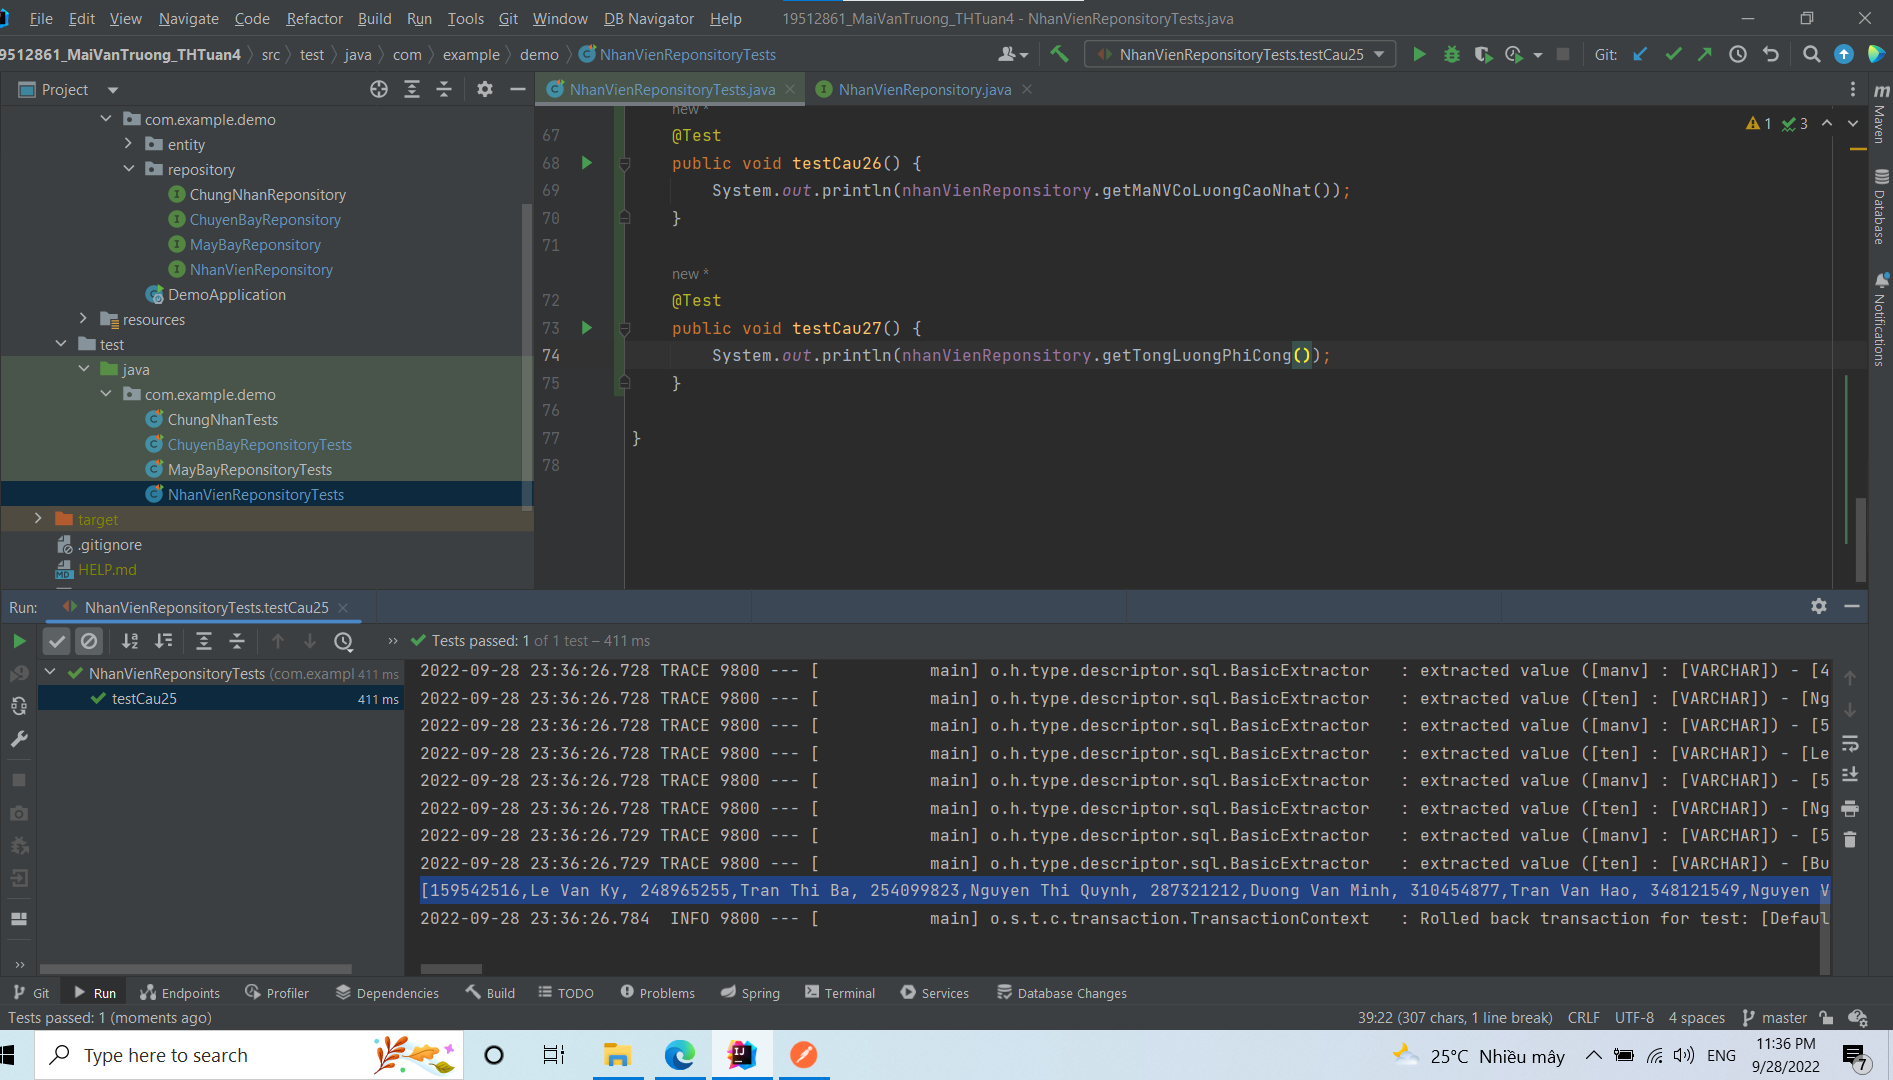 File Edit View Navigate Code Refactor Build Run Tools Git Window DB Navigator Help 19512861_MaiVanTruong_THTuan4 - NhanVienReponsitoryTests.java
9512861_MaiVanTruong_THTuan4 src test java com example demo NhanVienReponsitoryTests NhanVienReponsitoryTests.testCau25 Git:
Project NhanVienReponsitoryTests.java NhanVienReponsitory.java
com.example.demo
entity
repository
ChungNhanReponsitory
ChuyenBayReponsitory
MayBayReponsitory
NhanVienReponsitory
DemoApplication
resources
test
java
com.example.demo
ChungNhanTests
ChuyenBayReponsitoryTests
MayBayReponsitoryTests
NhanVienReponsitoryTests
target
.gitignore
HELP.md
new *
67 @Test
68 public void testCau26() {
69 System.out.println(nhanVienReponsitory.getMaNVCoLuongCaoNhat());
70 }
71
new *
72 @Test
73 public void testCau27() {
74 System.out.println(nhanVienReponsitory.getTongLuongPhiCong());
75 }
76
77 }
78
1 3
Maven
Database
Notifications
Run: NhanVienReponsitoryTests.testCau25
Tests passed: 1 of 1 test – 411 ms
NhanVienReponsitoryTests (com.exampl 411 ms
testCau25 411 ms
2022-09-28 23:36:26.728 TRACE 9800 --- [ main] o.h.type.descriptor.sql.BasicExtractor : extracted value ([manv] : [VARCHAR]) - [4
2022-09-28 23:36:26.728 TRACE 9800 --- [ main] o.h.type.descriptor.sql.BasicExtractor : extracted value ([ten] : [VARCHAR]) - [Ng
2022-09-28 23:36:26.728 TRACE 9800 --- [ main] o.h.type.descriptor.sql.BasicExtractor : extracted value ([manv] : [VARCHAR]) - [5
2022-09-28 23:36:26.728 TRACE 9800 --- [ main] o.h.type.descriptor.sql.BasicExtractor : extracted value ([ten] : [VARCHAR]) - [Le
2022-09-28 23:36:26.728 TRACE 9800 --- [ main] o.h.type.descriptor.sql.BasicExtractor : extracted value ([manv] : [VARCHAR]) - [5
2022-09-28 23:36:26.728 TRACE 9800 --- [ main] o.h.type.descriptor.sql.BasicExtractor : extracted value ([ten] : [VARCHAR]) - [Ng
2022-09-28 23:36:26.729 TRACE 9800 --- [ main] o.h.type.descriptor.sql.BasicExtractor : extracted value ([manv] : [VARCHAR]) - [5
2022-09-28 23:36:26.729 TRACE 9800 --- [ main] o.h.type.descriptor.sql.BasicExtractor : extracted value ([ten] : [VARCHAR]) - [Bu
[159542516,Le Van Ky, 248965255,Tran Thi Ba, 254099823,Nguyen Thi Quynh, 287321212,Duong Van Minh, 310454877,Tran Van Hao, 348121549,Nguyen V
2022-09-28 23:36:26.784 INFO 9800 --- [ main] o.s.t.c.transaction.TransactionContext : Rolled back transaction for test: [Defaul
Git Run Endpoints Profiler Dependencies Build TODO Problems Spring Terminal Services Database Changes
Tests passed: 1 (moments ago) 39:22 (307 chars, 1 line break) CRLF UTF-8 4 spaces master
Type here to search 25°C Nhiều mây ENG 11:36 PM
9/28/2022 7